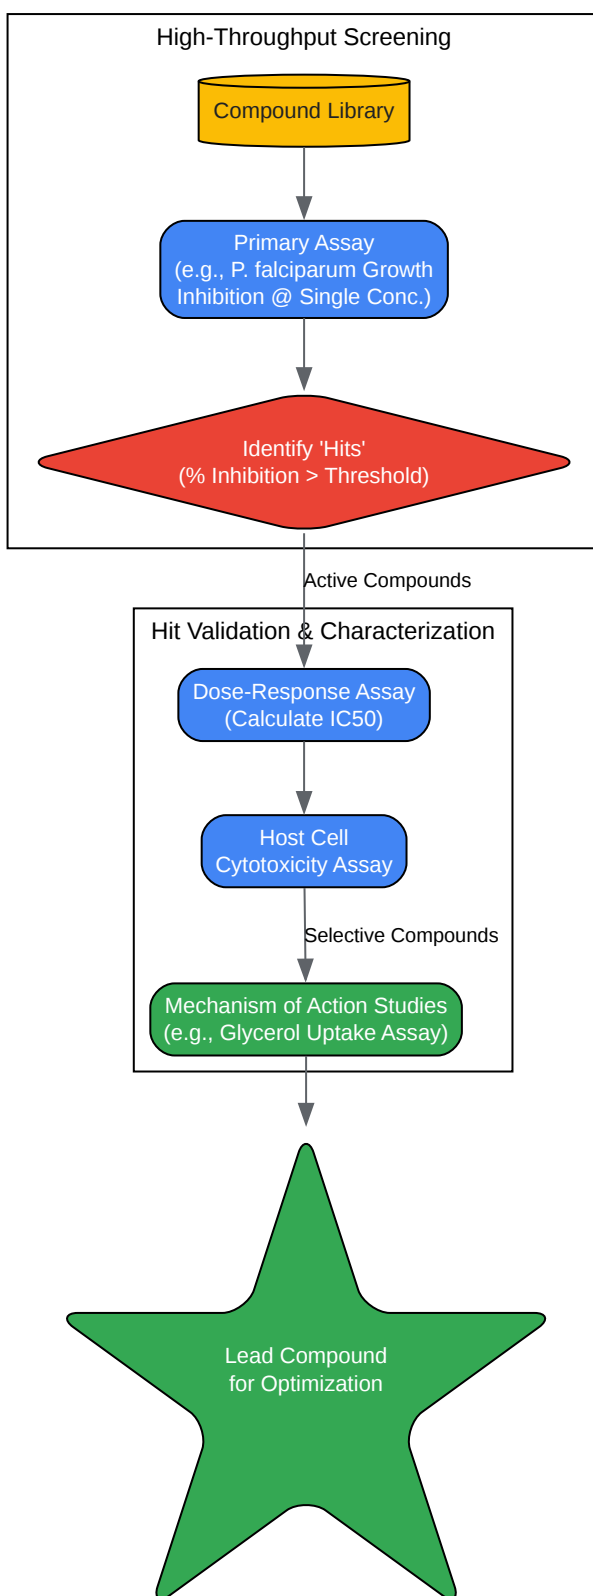 High-Throughput Screening
Compound Library
Primary Assay
(e.g., P. falciparum Growth
Inhibition @ Single Conc.)
Identify 'Hits'
(% Inhibition > Threshold)
Active Compounds
Hit Validation & Characterization
Dose-Response Assay
(Calculate IC50)
Host Cell
Cytotoxicity Assay
Selective Compounds
Mechanism of Action Studies
(e.g., Glycerol Uptake Assay)
Lead Compound
for Optimization